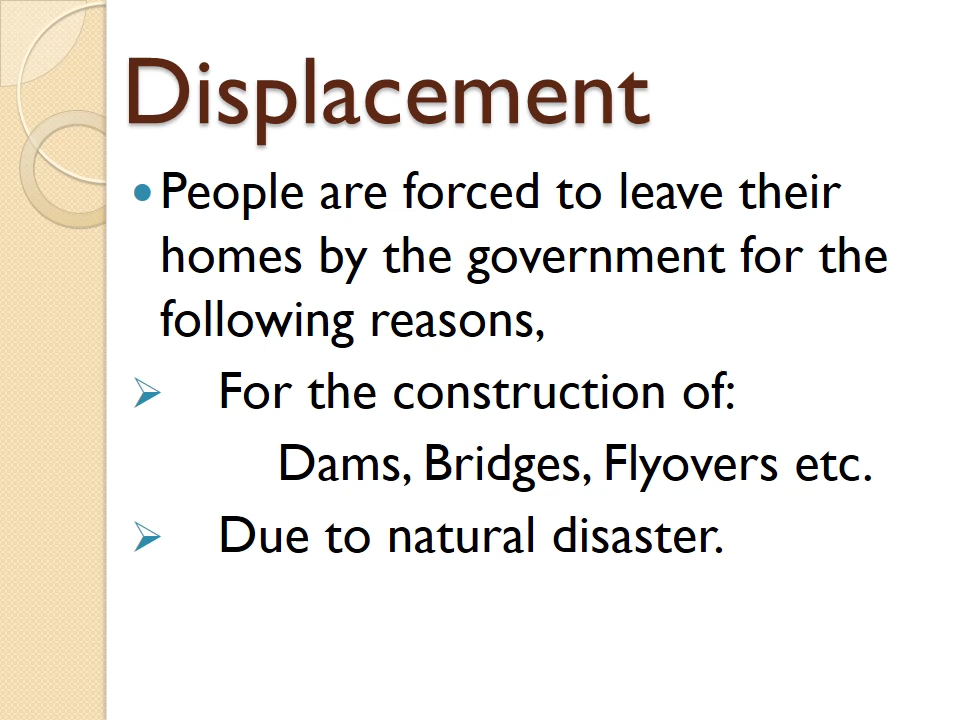 Displacement
• People are forced to leave their
homes by the government for the
following reasons,
➢ For the construction of:
Dams, Bridges, Flyovers etc.
➢ Due to natural disaster.